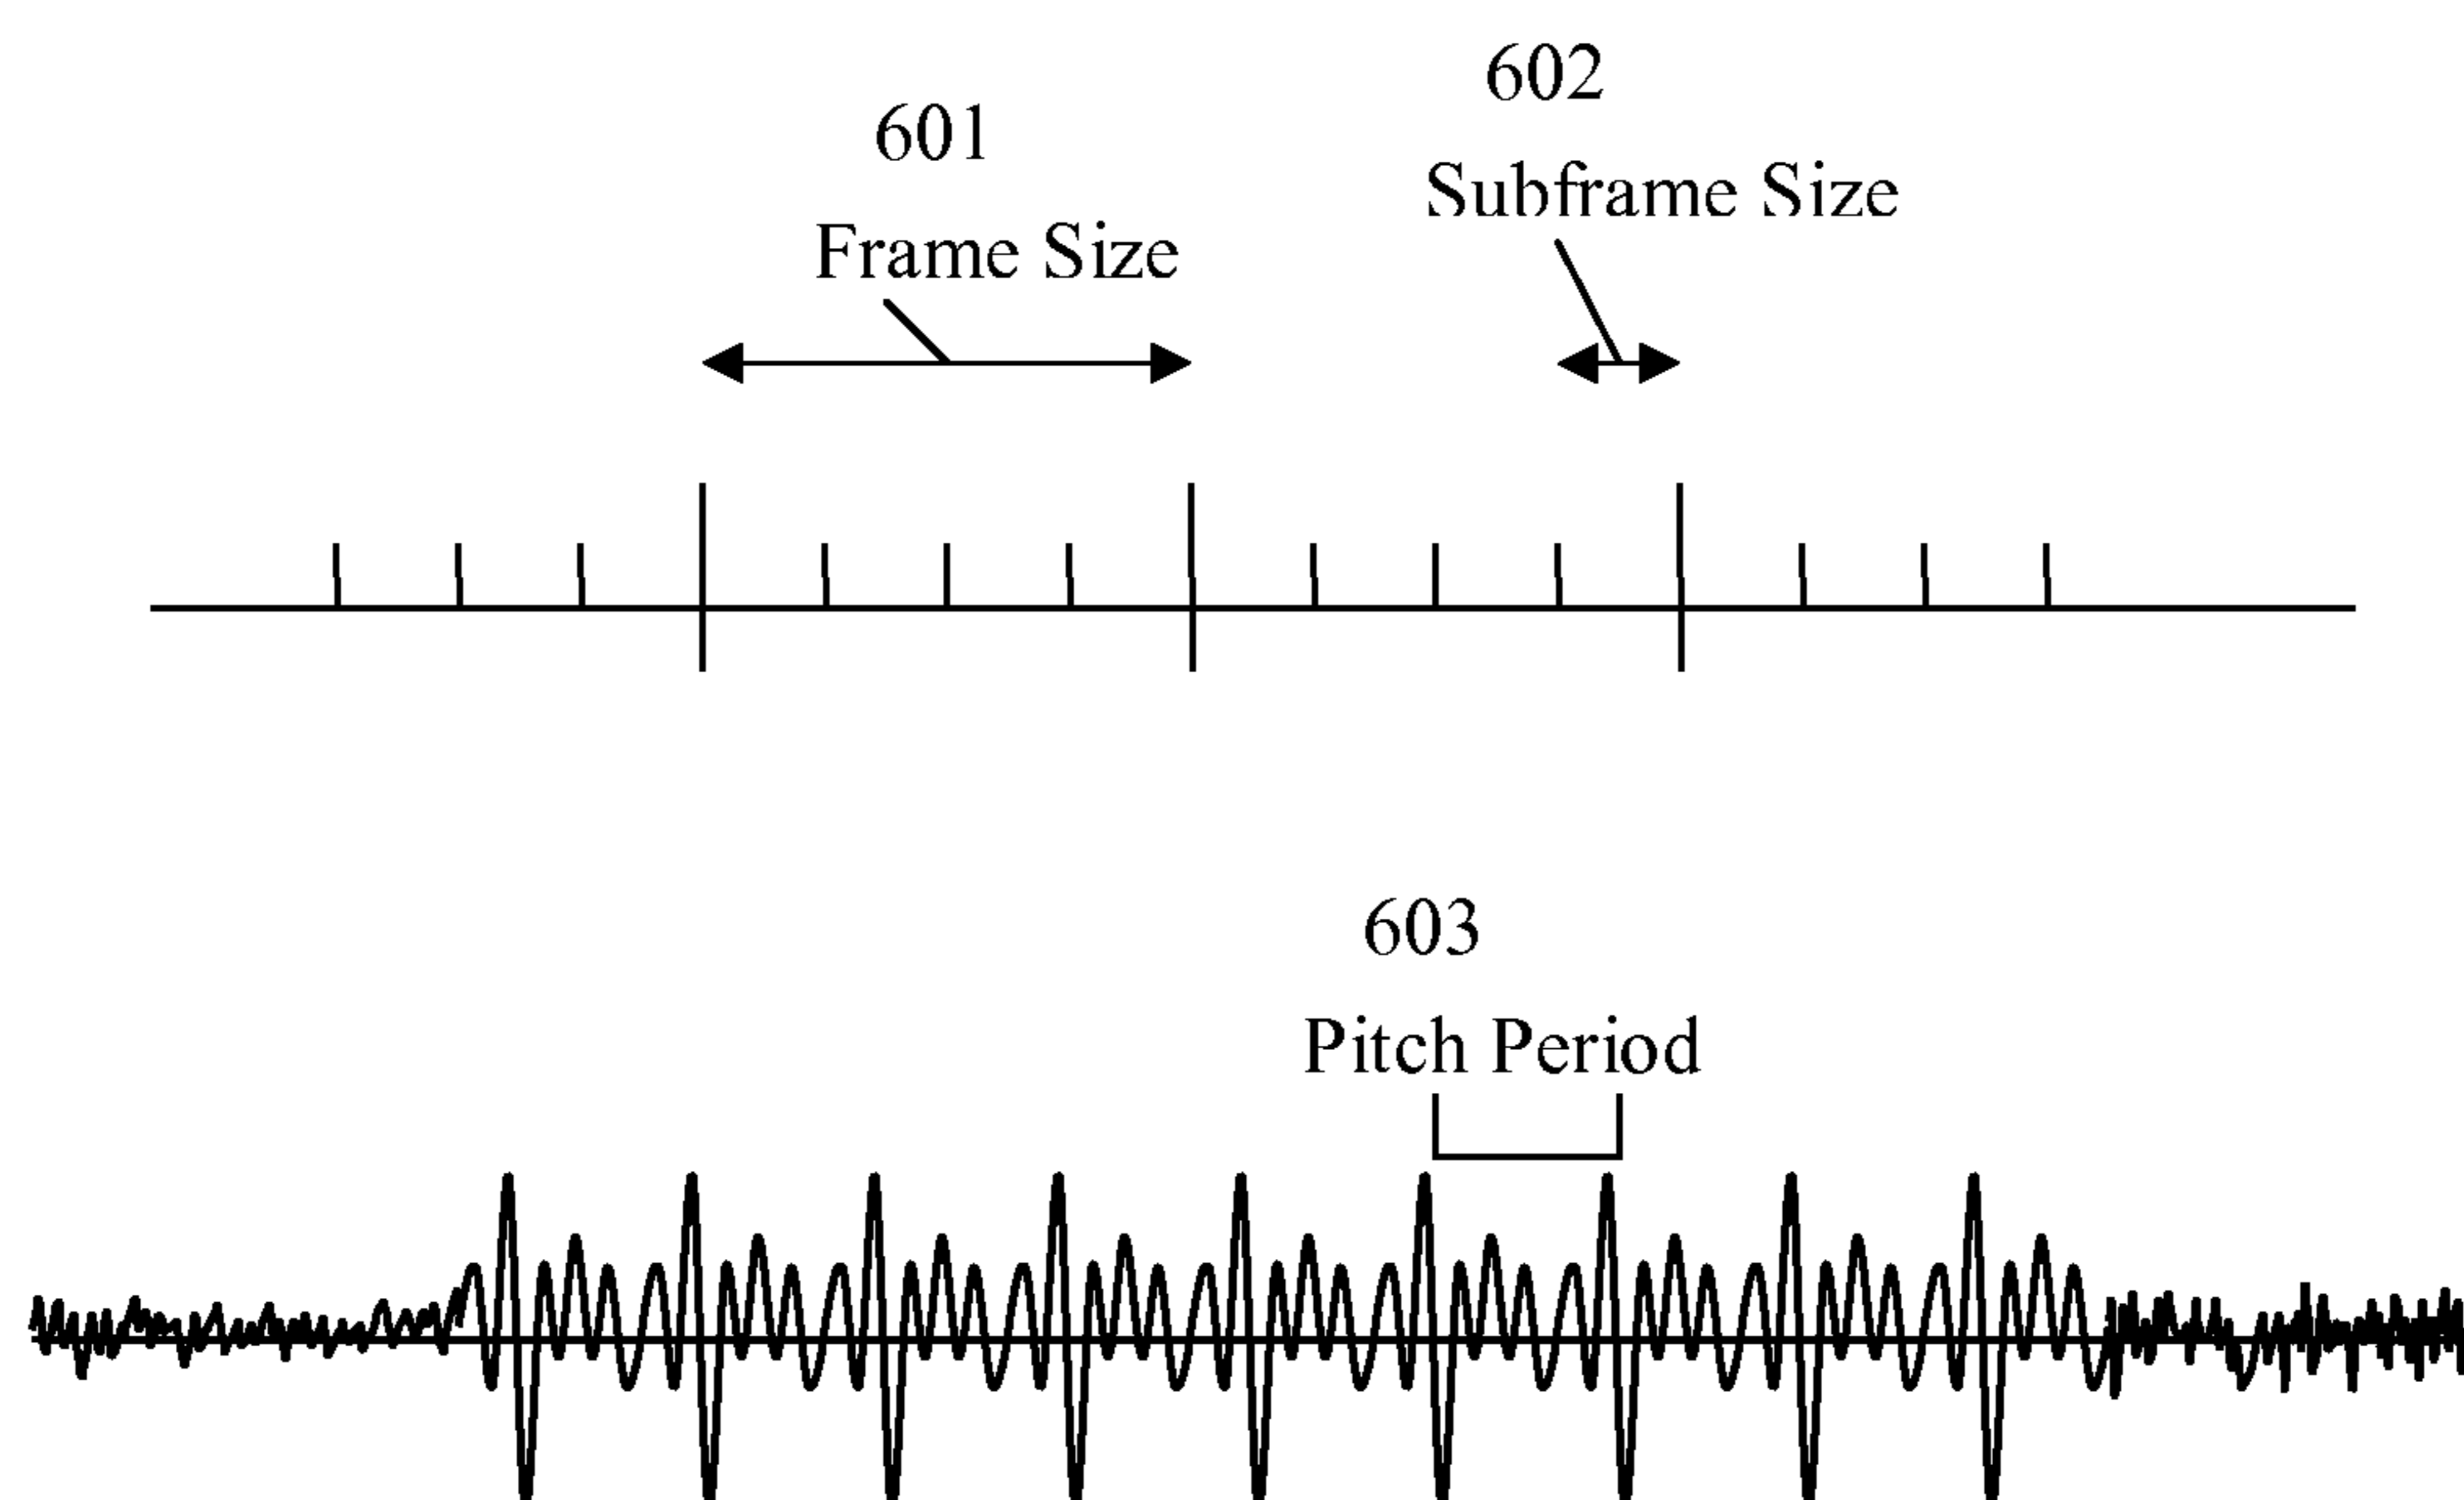 601
Frame Size
602
Subframe Size
603
Pitch Period